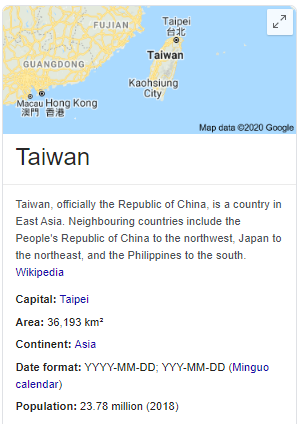 FUJIAN
Taipei
台北
Taiwan
GUANGDONG
Kaohsiung
City
Macau Hong Kong
澳門 香港
Map data ©2020 Google
Taiwan
Taiwan, officially the Republic of China, is a country in
East Asia. Neighbouring countries include the
People's Republic of China to the northwest, Japan to
the northeast, and the Philippines to the south.
Wikipedia
Capital: Taipei
Area: 36,193 km²
Continent: Asia
Date format: YYYY-MM-DD; YYY-MM-DD (Minguo
calendar)
Population: 23.78 million (2018)